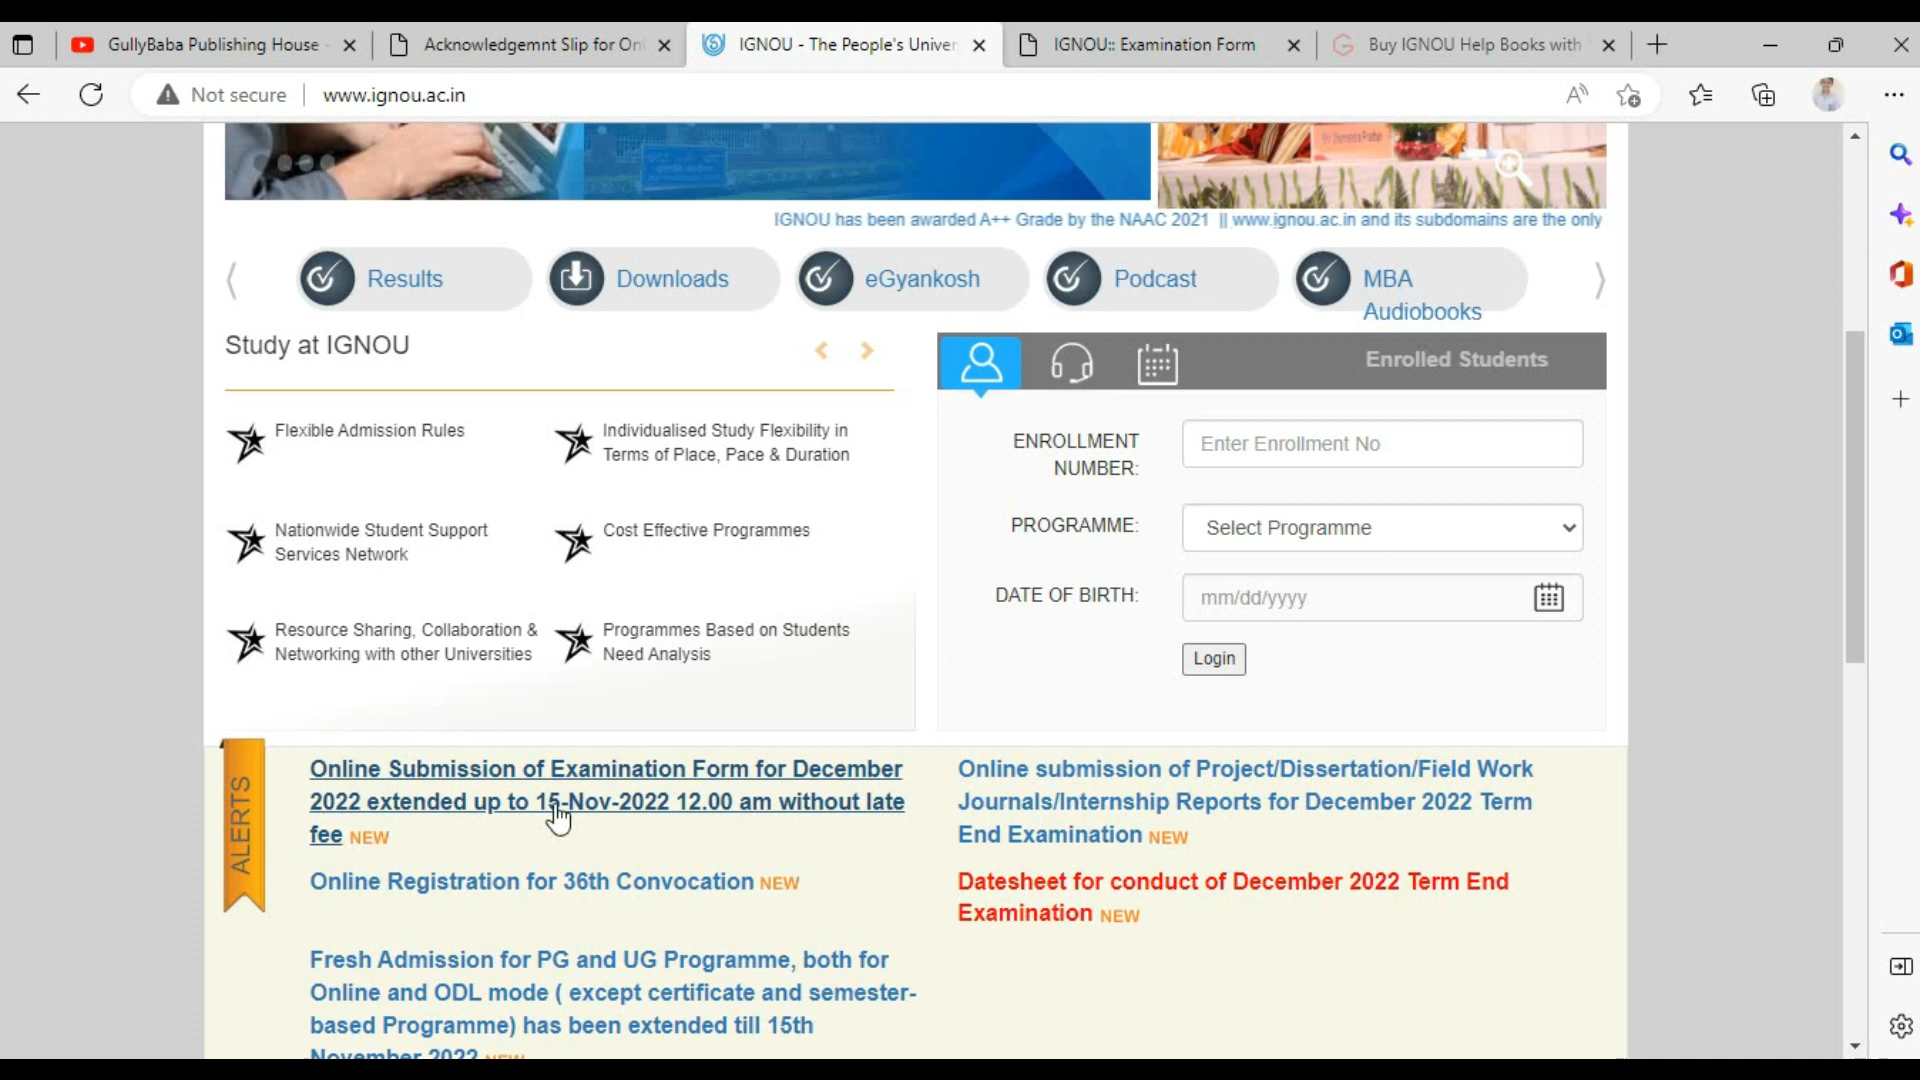 GullyBaba Publishing House -
Acknowledgemnt Slip for Onl
IGNOU - The People's Univer
IGNOU:: Examination Form
Buy IGNOU Help Books with
Not secure
www.ignou.ac.in
IGNOU has been awarded A++ Grade by the NAAC 2021 || www.ignou.ac.in and its subdomains are the only
Results
Downloads
eGyankosh
Podcast
MBA
Audiobooks
Study at IGNOU
Flexible Admission Rules
Individualised Study Flexibility in
Terms of Place, Pace & Duration
Nationwide Student Support
Services Network
Cost Effective Programmes
Resource Sharing, Collaboration &
Networking with other Universities
Programmes Based on Students
Need Analysis
Enrolled Students
ENROLLMENT
NUMBER:
Enter Enrollment No
PROGRAMME:
Select Programme
DATE OF BIRTH:
mm/dd/yyyy
Login
ALERTS
Online Submission of Examination Form for December
2022 extended up to 15-Nov-2022 12.00 am without late
fee NEW
Online Registration for 36th Convocation NEW
Fresh Admission for PG and UG Programme, both for
Online and ODL mode ( except certificate and semester-
based Programme) has been extended till 15th
November 2022 NEW
Online submission of Project/Dissertation/Field Work
Journals/Internship Reports for December 2022 Term
End Examination NEW
Datesheet for conduct of December 2022 Term End
Examination NEW